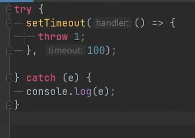 try {
setTimeout( handler: () => {
throw 1;
}, timeout: 100);
} catch (e) {
console.log(e);
}